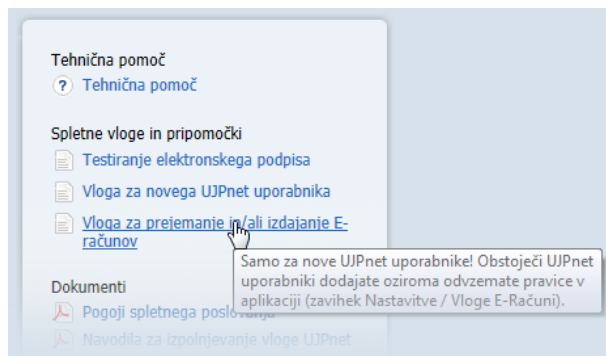 Tehnična pomoč
Tehnična pomoč
Spletne vloge in pripomočki
Testiranje elektronskega podpisa
Vloga za novega UJPnet uporabnika
Vloga za prejemanje in/ali izdajanje E-
računov
Samo za nove UJPnet uporabnike! Obstoječi UJPnet
uporabniki dodajate oziroma odvzemate pravice v
aplikaciji (zavihek Nastavitve / Vloge E-Računi).
Dokumenti
Pogoji spletnega poslovanja
Navodila za izpolnjevanje vloge UJPnet